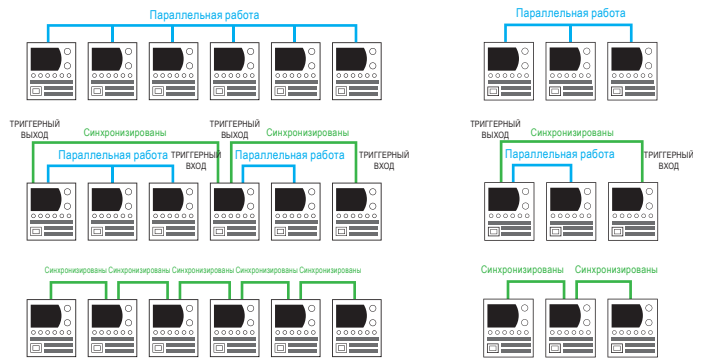 Параллельная работа
Параллельная работа
ТРИГГЕРНЫЙ
ВЫХОД
Синхронизированы
ТРИГГЕРНЫЙ
ВЫХОД
Синхронизированы
ТРИГГЕРНЫЙ
ВЫХОД
Синхронизированы
Параллельная работа
ТРИГГЕРНЫЙ
ВХОД
Параллельная работа
ТРИГГЕРНЫЙ
ВХОД
Параллельная работа
ТРИГГЕРНЫЙ
ВХОД
Синхронизированы Синхронизированы Синхронизированы Синхронизированы Синхронизированы
Синхронизированы Синхронизированы